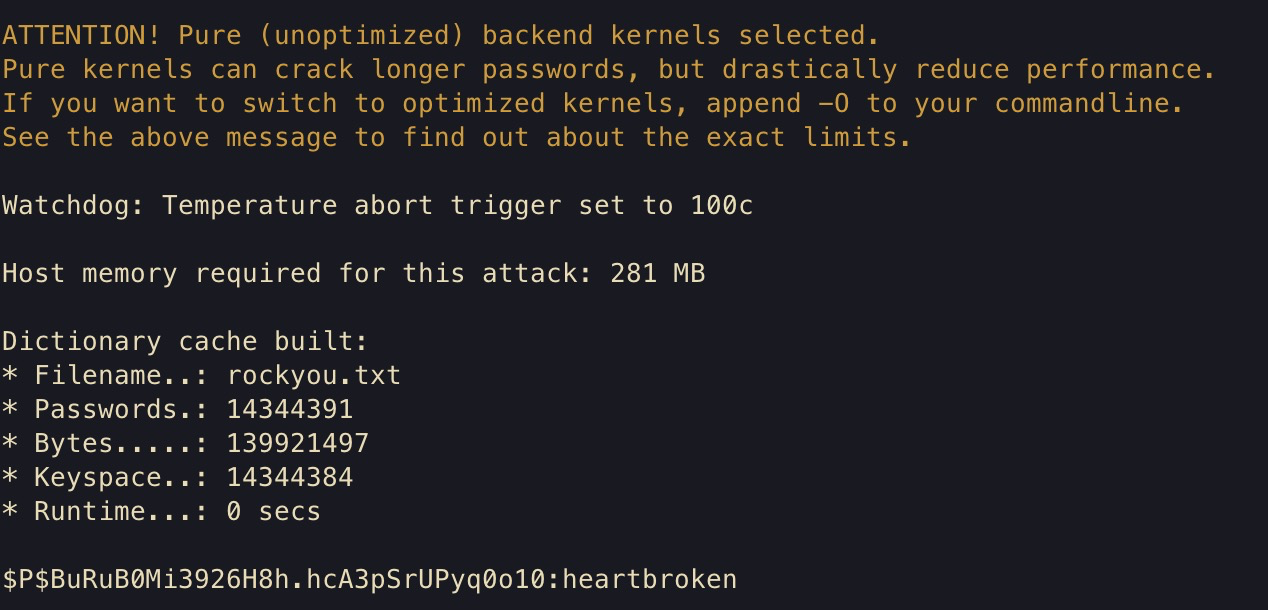 ATTENTION! Pure (unoptimized) backend kernels selected.
Pure kernels can crack longer passwords, but drastically reduce performance.
If you want to switch to optimized kernels, append -O to your commandline.
See the above message to find out about the exact limits.
Watchdog: Temperature abort trigger set to 100c
Host memory required for this attack: 281 MB
Dictionary cache built:
* Filename..: rockyou.txt
* Passwords.: 14344391
* Bytes.....: 139921497
* Keyspace..: 14344384
* Runtime...: 0 secs
$P$BuRuB0Mi3926H8h.hcA3pSrUPyq0o10:heartbroken